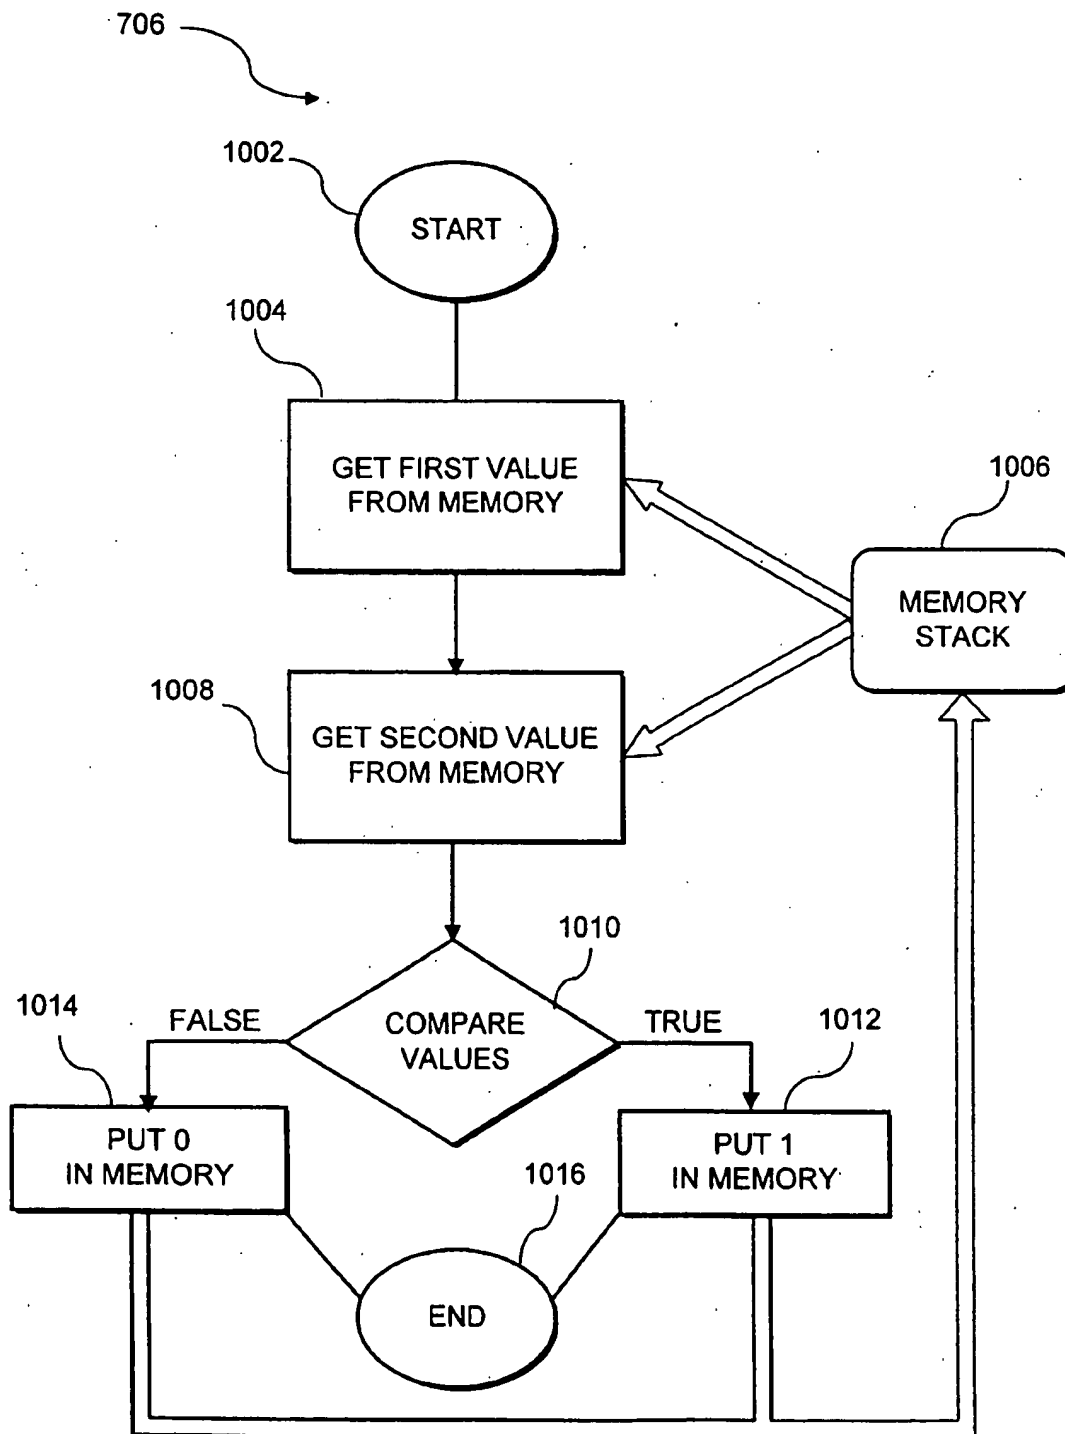 706
1002
START
1004
GET FIRST VALUE
FROM MEMORY
1006
MEMORY
STACK
1008
GET SECOND VALUE
FROM MEMORY
1010
COMPARE
VALUES
FALSE
TRUE
1014
1012
PUT 0
IN MEMORY
PUT 1
IN MEMORY
1016
END